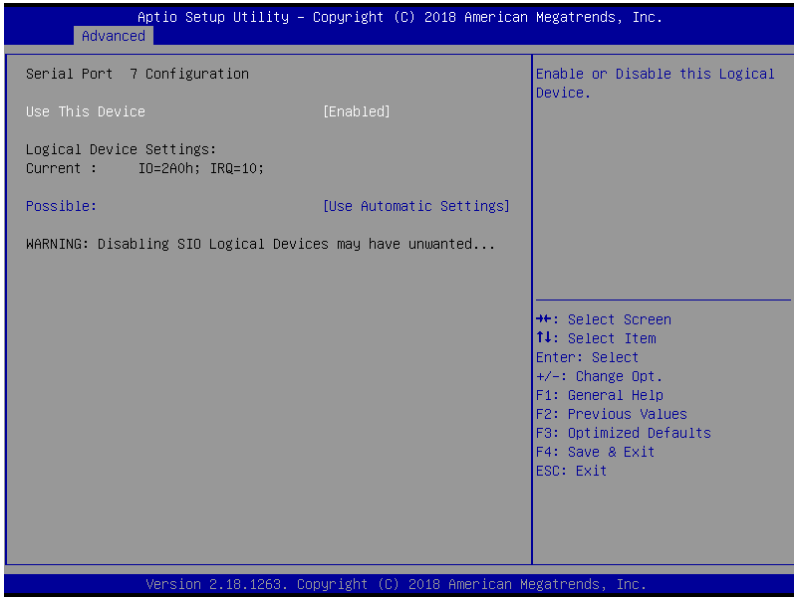 Aptio Setup Utility – Copyright (C) 2018 American Megatrends, Inc.
Advanced
Serial Port  7 Configuration
Use This Device [Enabled]
Logical Device Settings:
Current : IO=2A0h; IRQ=10;
Possible: [Use Automatic Settings]
WARNING: Disabling SIO Logical Devices may have unwanted...
Enable or Disable this Logical
Device.
→←: Select Screen
↑↓: Select Item
Enter: Select
+/-: Change Opt.
F1: General Help
F2: Previous Values
F3: Optimized Defaults
F4: Save & Exit
ESC: Exit
Version 2.18.1263. Copyright (C) 2018 American Megatrends, Inc.